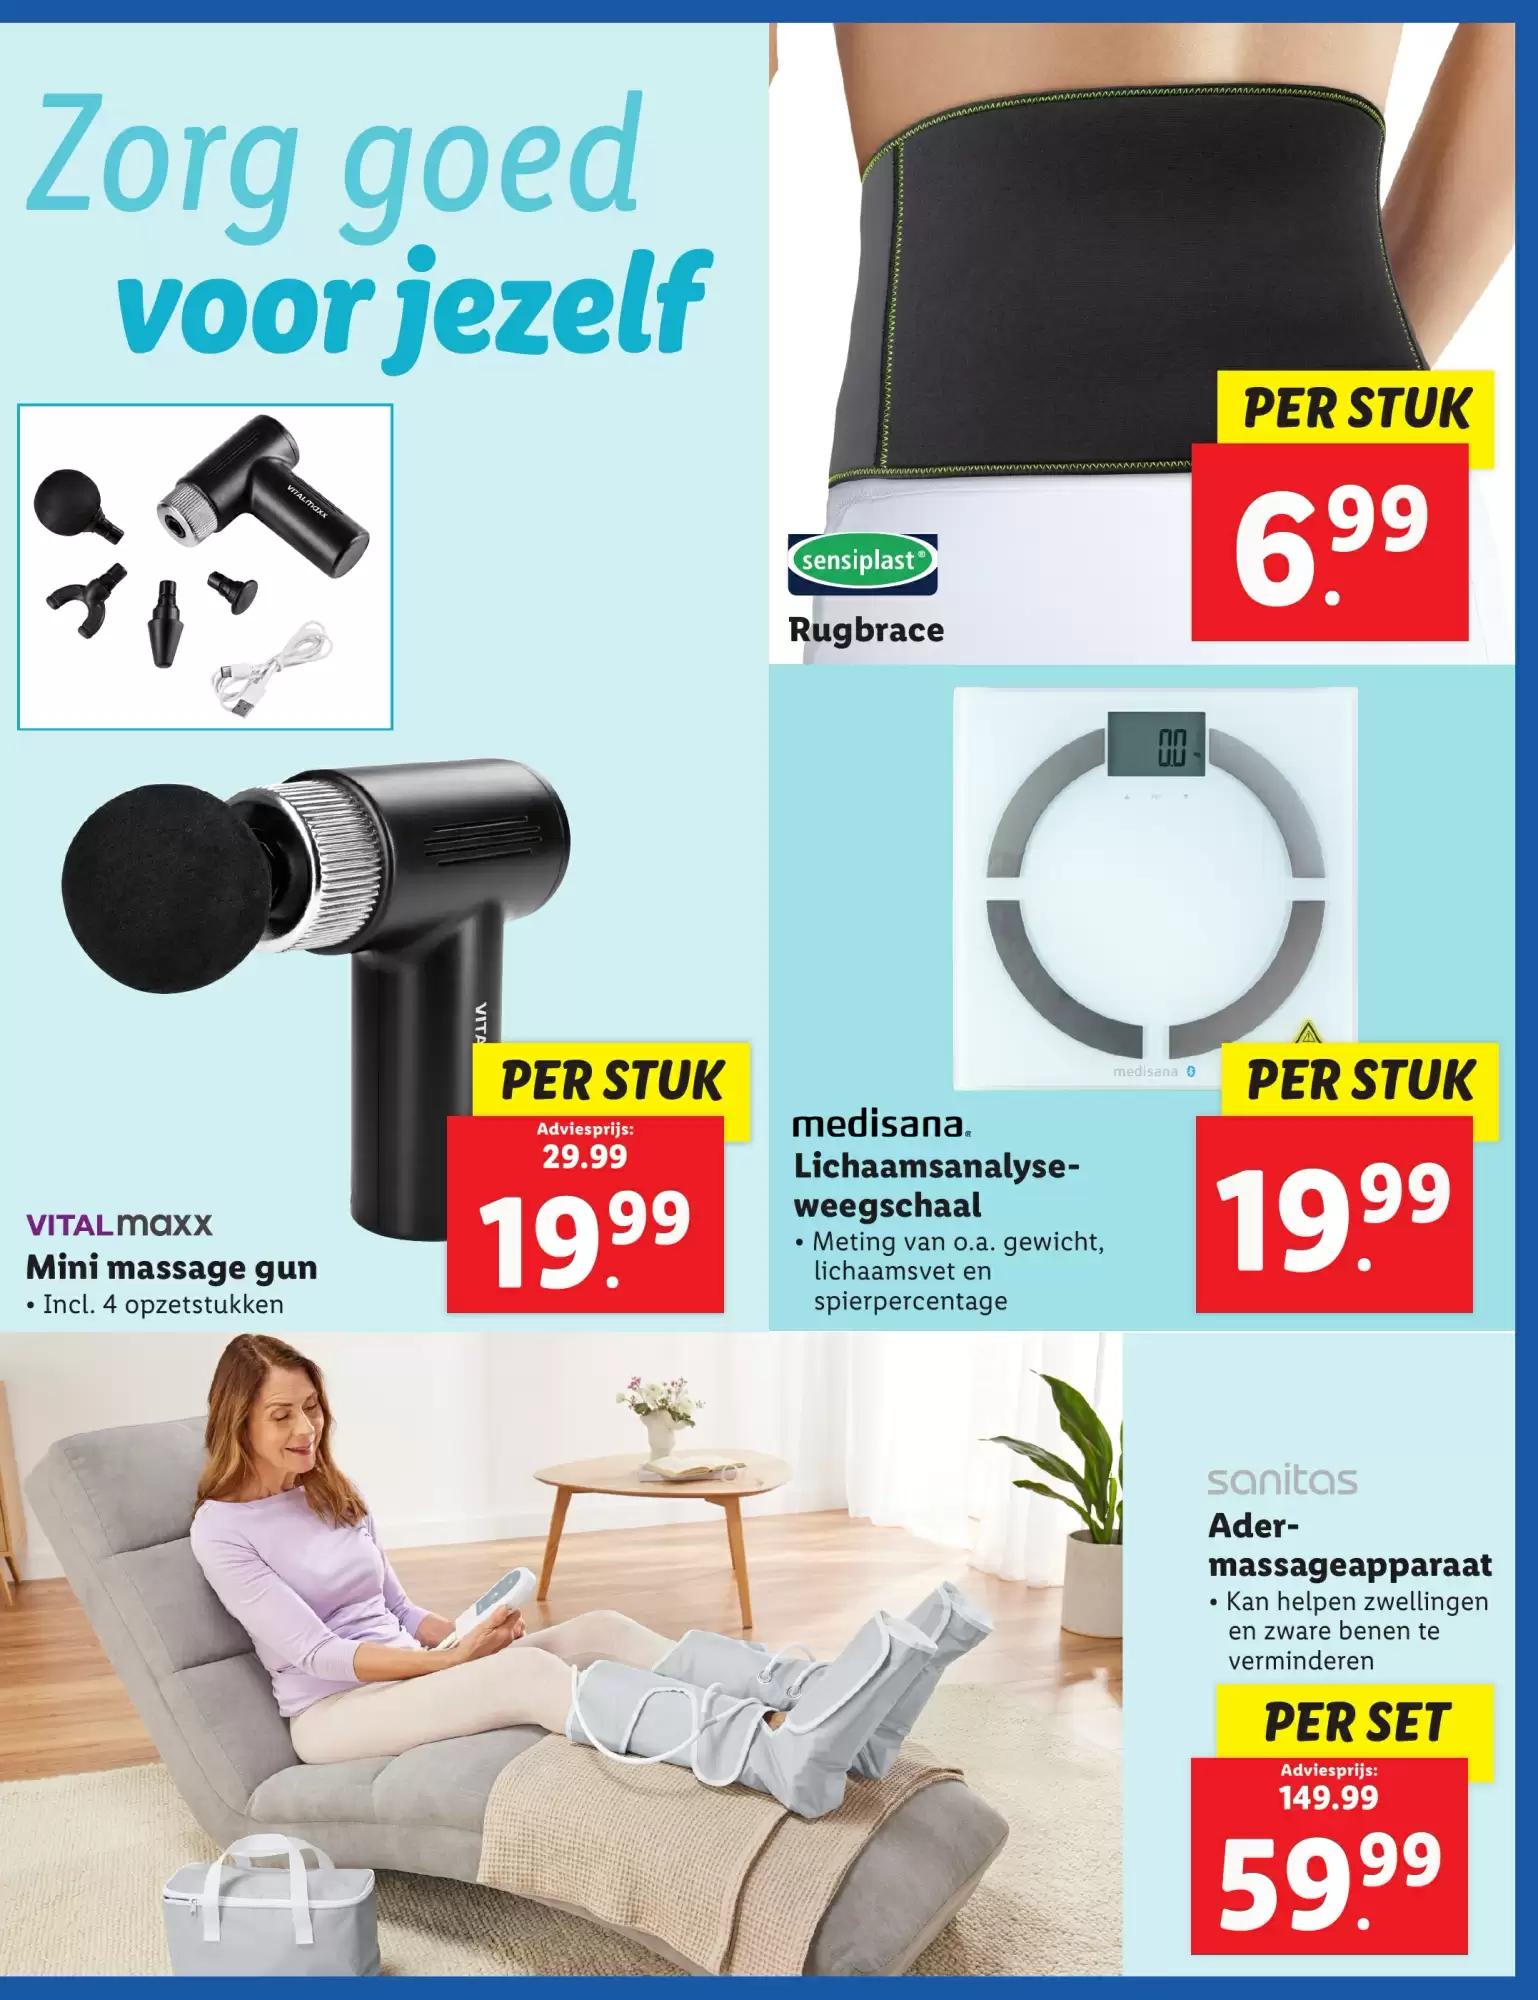 Zorg goed
voor jezelf
VITALmaxx
PER STUK
6.99
sensiplast®
Rugbrace
0.0
medisana
VITA
PER STUK
Adviesprijs:
29.99
19.99
VITALmaxx
Mini massage gun
• Incl. 4 opzetstukken
medisana®
Lichaamsanalyse-
weegschaal
• Meting van o.a. gewicht,
lichaamsvet en
spierpercentage
PER STUK
19.99
sanitas
Ader-
massageapparaat
• Kan helpen zwellingen
en zware benen te
verminderen
PER SET
Adviesprijs:
149.99
59.99